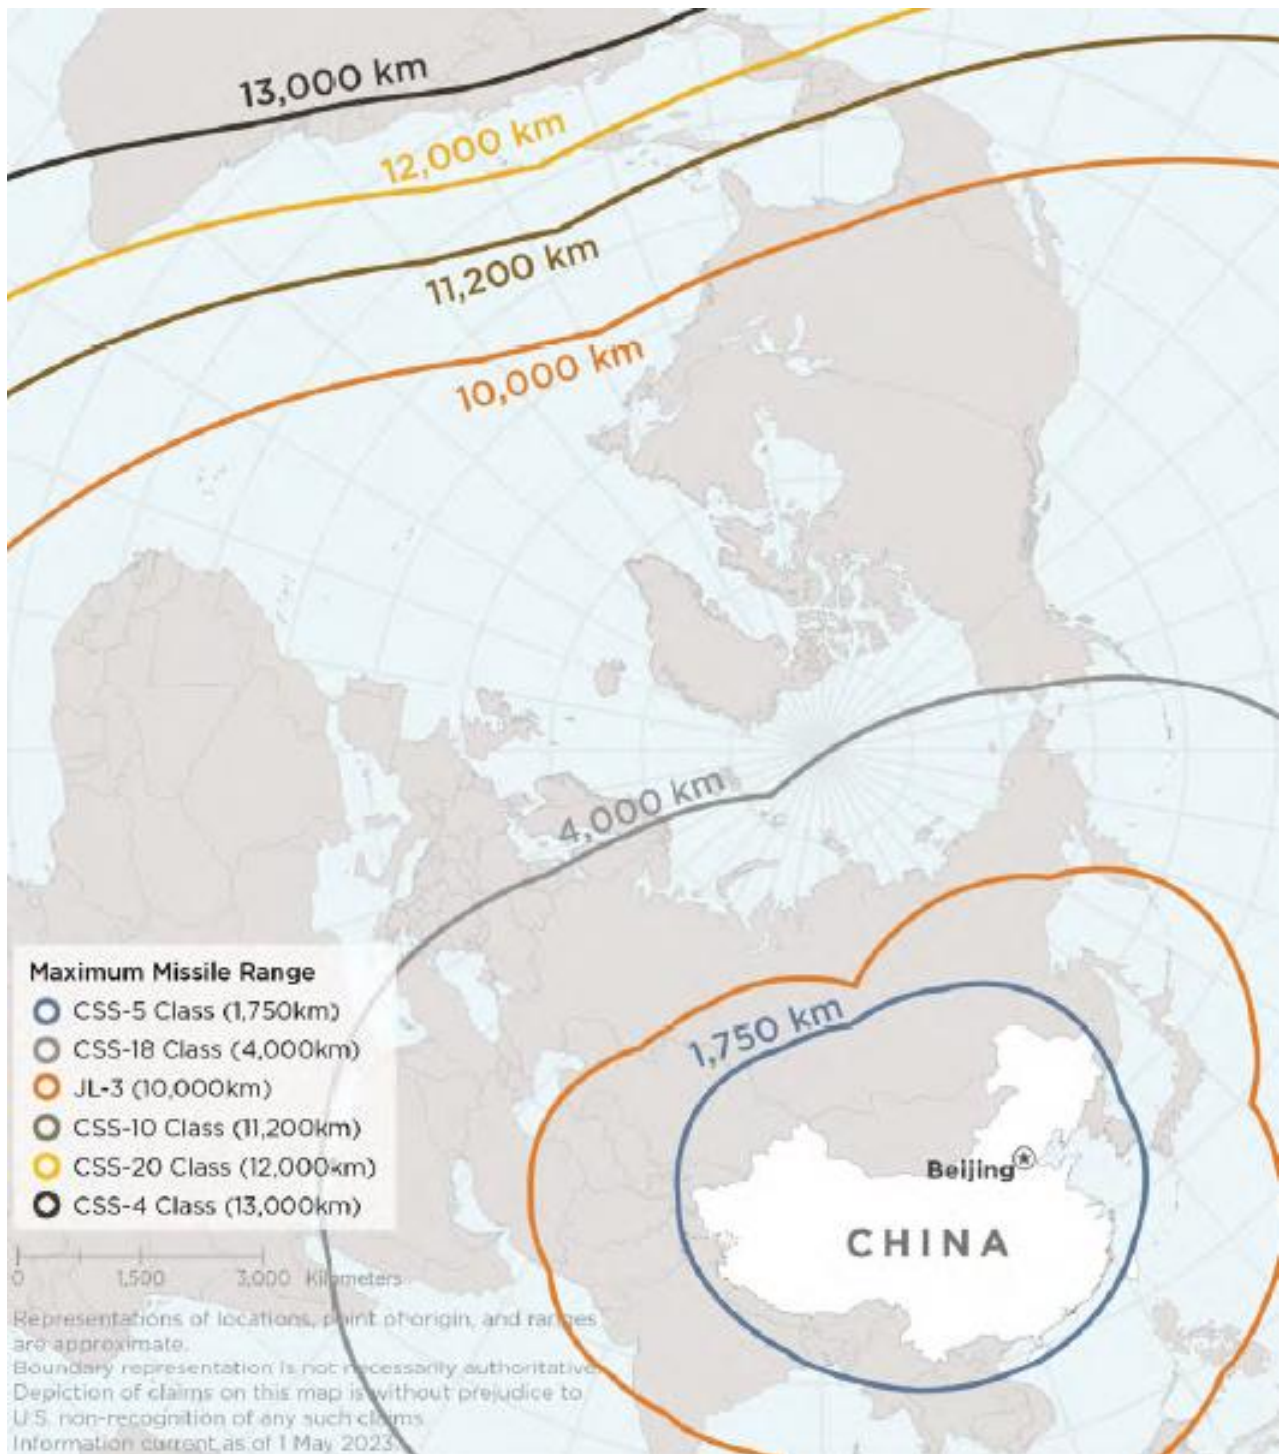 13,000 km
12,000 km
11,200 km
10,000 km
4,000 km
1,750 km
Beijing
CHINA
Maximum Missile Range
CSS-5 Class (1,750km)
CSS-18 Class (4,000km)
JL-3 (10,000km)
CSS-10 Class (11,200km)
CSS-20 Class (12,000km)
CSS-4 Class (13,000km)
0 1,500 3,000 Kilometers
Representations of locations, point of origin, and ranges
are approximate.
Boundary representation is not necessarily authoritative.
Depiction of claims on this map is without prejudice to
U.S. non-recognition of any such claims
Information current as of 1 May 2023.